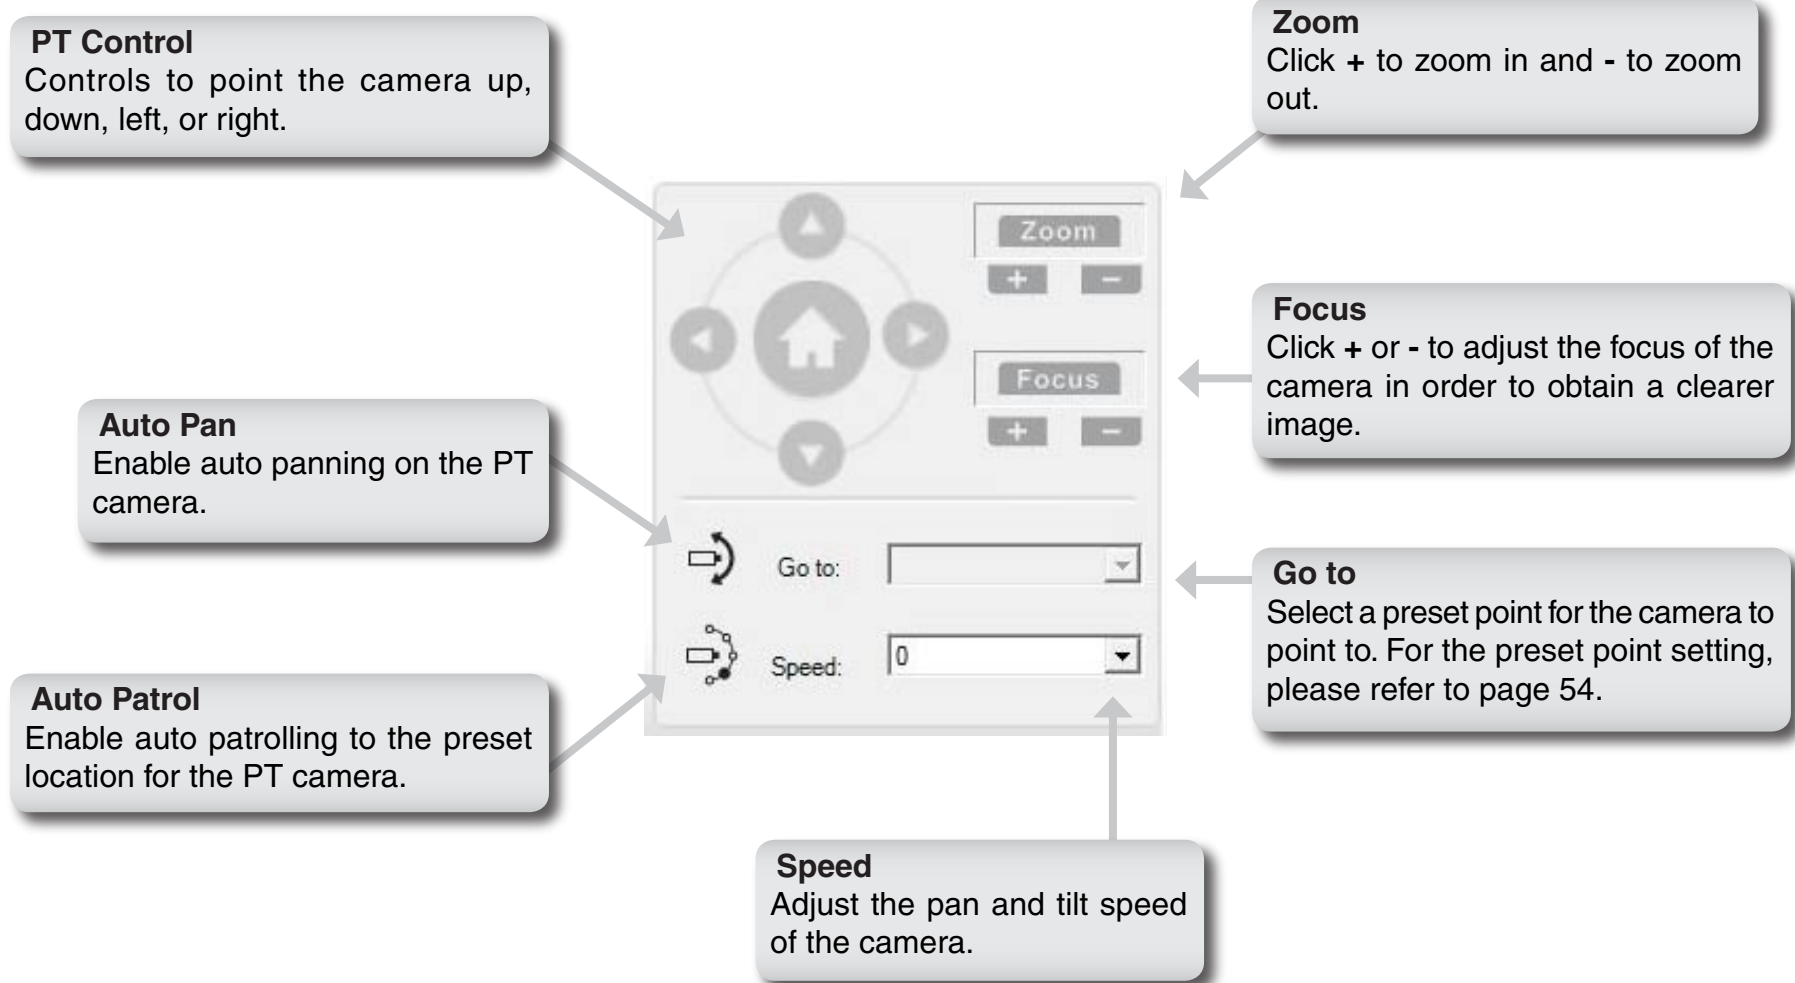 PT Control
Controls to point the camera up,
down, left, or right.
Zoom
Click + to zoom in and - to zoom
out.
Zoom
+ -
Focus
Click + or - to adjust the focus of the
camera in order to obtain a clearer
image.
Focus
+ -
Auto Pan
Enable auto panning on the PT
camera.
Go to:
Go to
Select a preset point for the camera to
point to. For the preset point setting,
please refer to page 54.
Speed: 0
Auto Patrol
Enable auto patrolling to the preset
location for the PT camera.
Speed
Adjust the pan and tilt speed
of the camera.